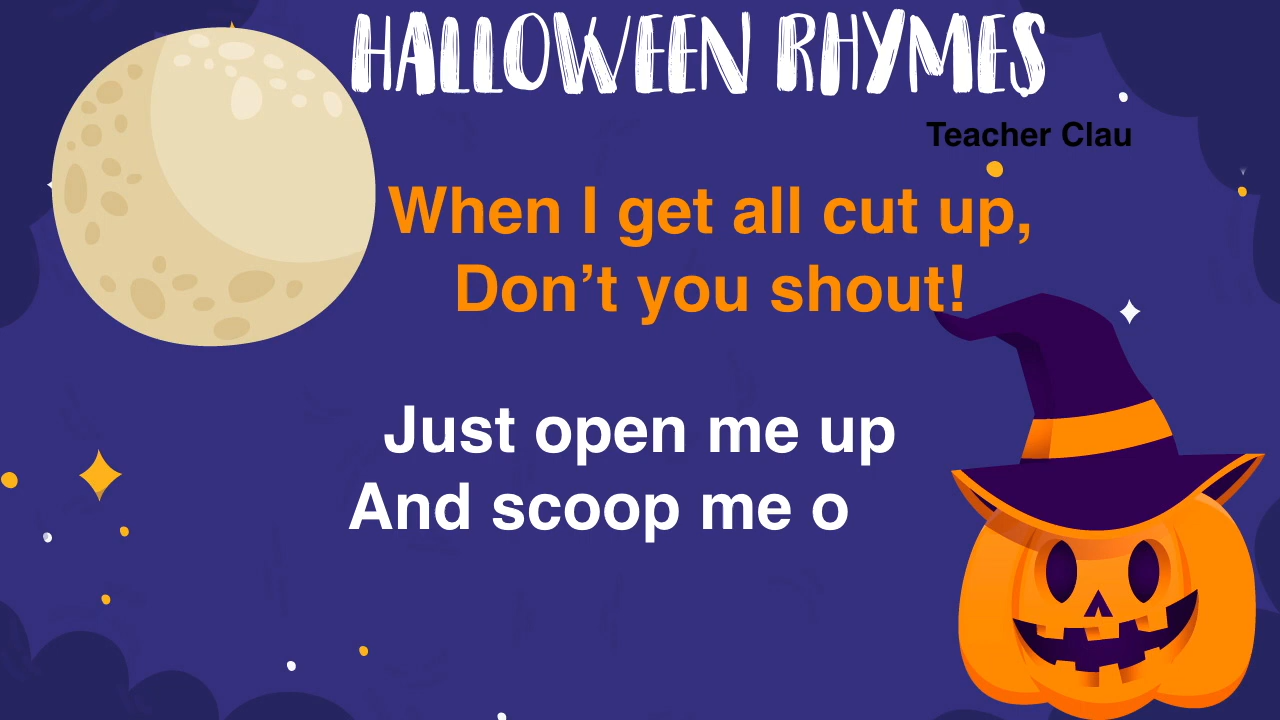 HALLOWEEN RHYMES
Teacher Clau
When I get all cut up,
Don’t you shout!
Just open me up
And scoop me o